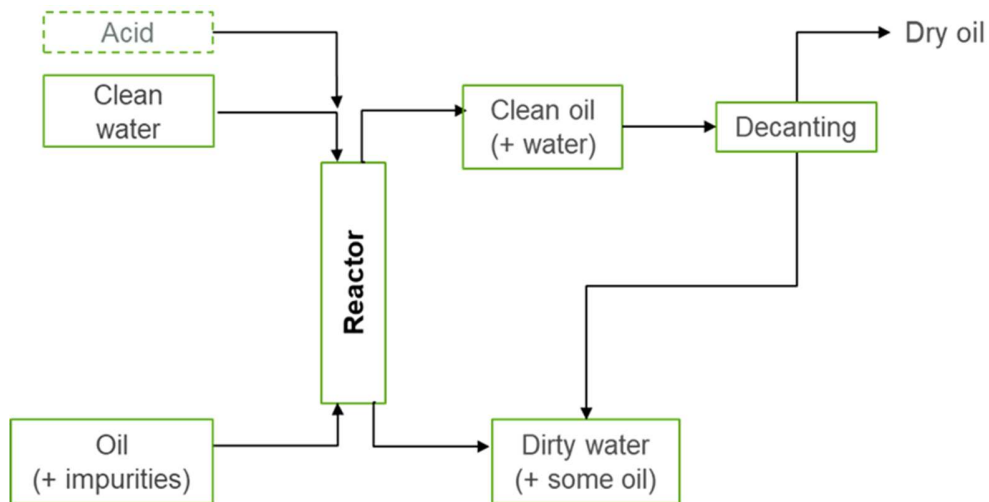 Acid
Dry oil
Clean
water
Clean oil
(+ water)
Decanting
Reactor
Oil
(+ impurities)
Dirty water
(+ some oil)